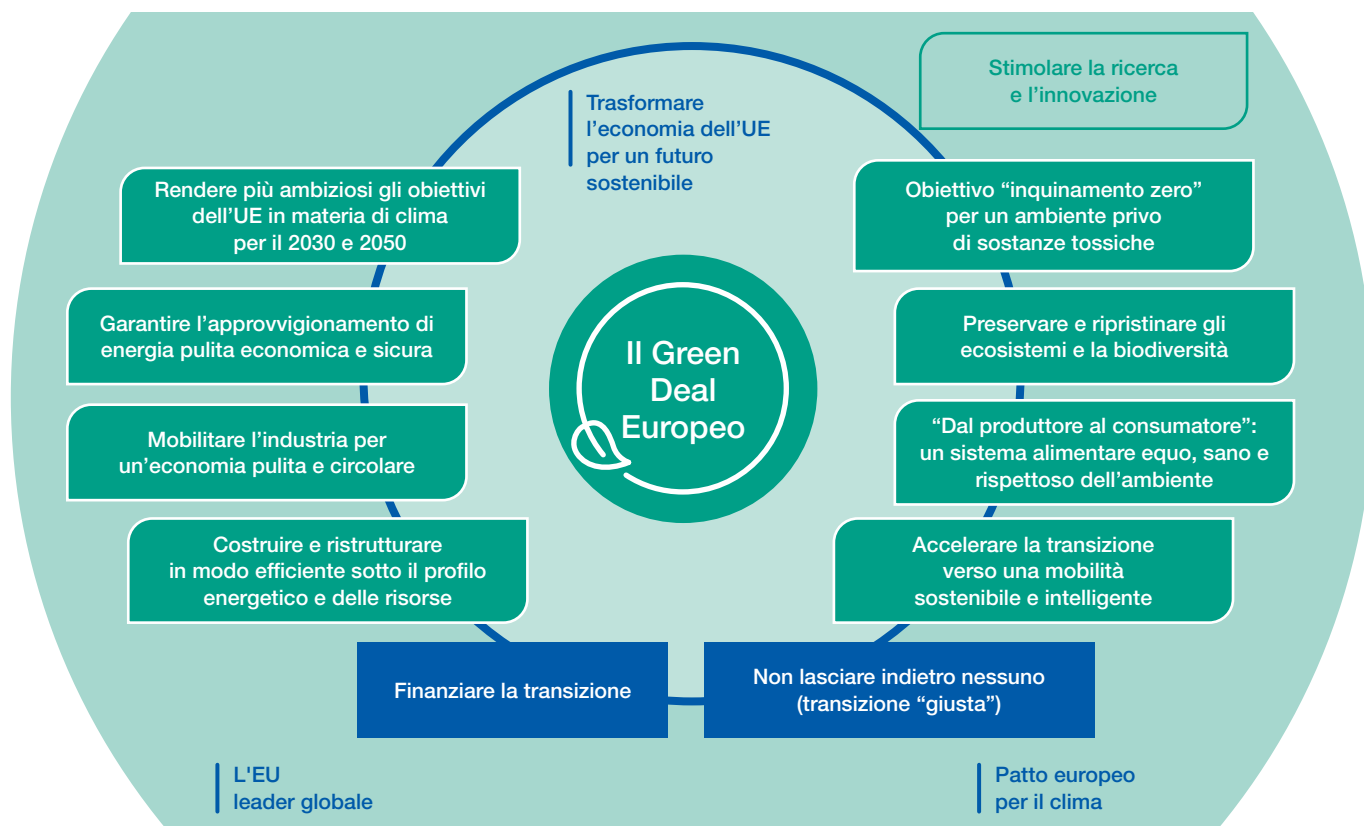 Stimolare la ricerca
e l’innovazione
Trasformare
l’economia dell’UE
per un futuro
sostenibile
Rendere più ambiziosi gli obiettivi
dell’UE in materia di clima
per il 2030 e 2050
Obiettivo “inquinamento zero”
per un ambiente privo
di sostanze tossiche
Garantire l’approvvigionamento di
energia pulita economica e sicura
Il Green
Deal
Europeo
Preservare e ripristinare gli
ecosistemi e la biodiversità
Mobilitare l’industria per
un’economia pulita e circolare
“Dal produttore al consumatore”:
un sistema alimentare equo, sano e
rispettoso dell’ambiente
Costruire e ristrutturare
in modo efficiente sotto il profilo
energetico e delle risorse
Accelerare la transizione
verso una mobilità
sostenibile e intelligente
Finanziare la transizione
Non lasciare indietro nessuno
(transizione “giusta”)
L'EU
leader globale
Patto europeo
per il clima